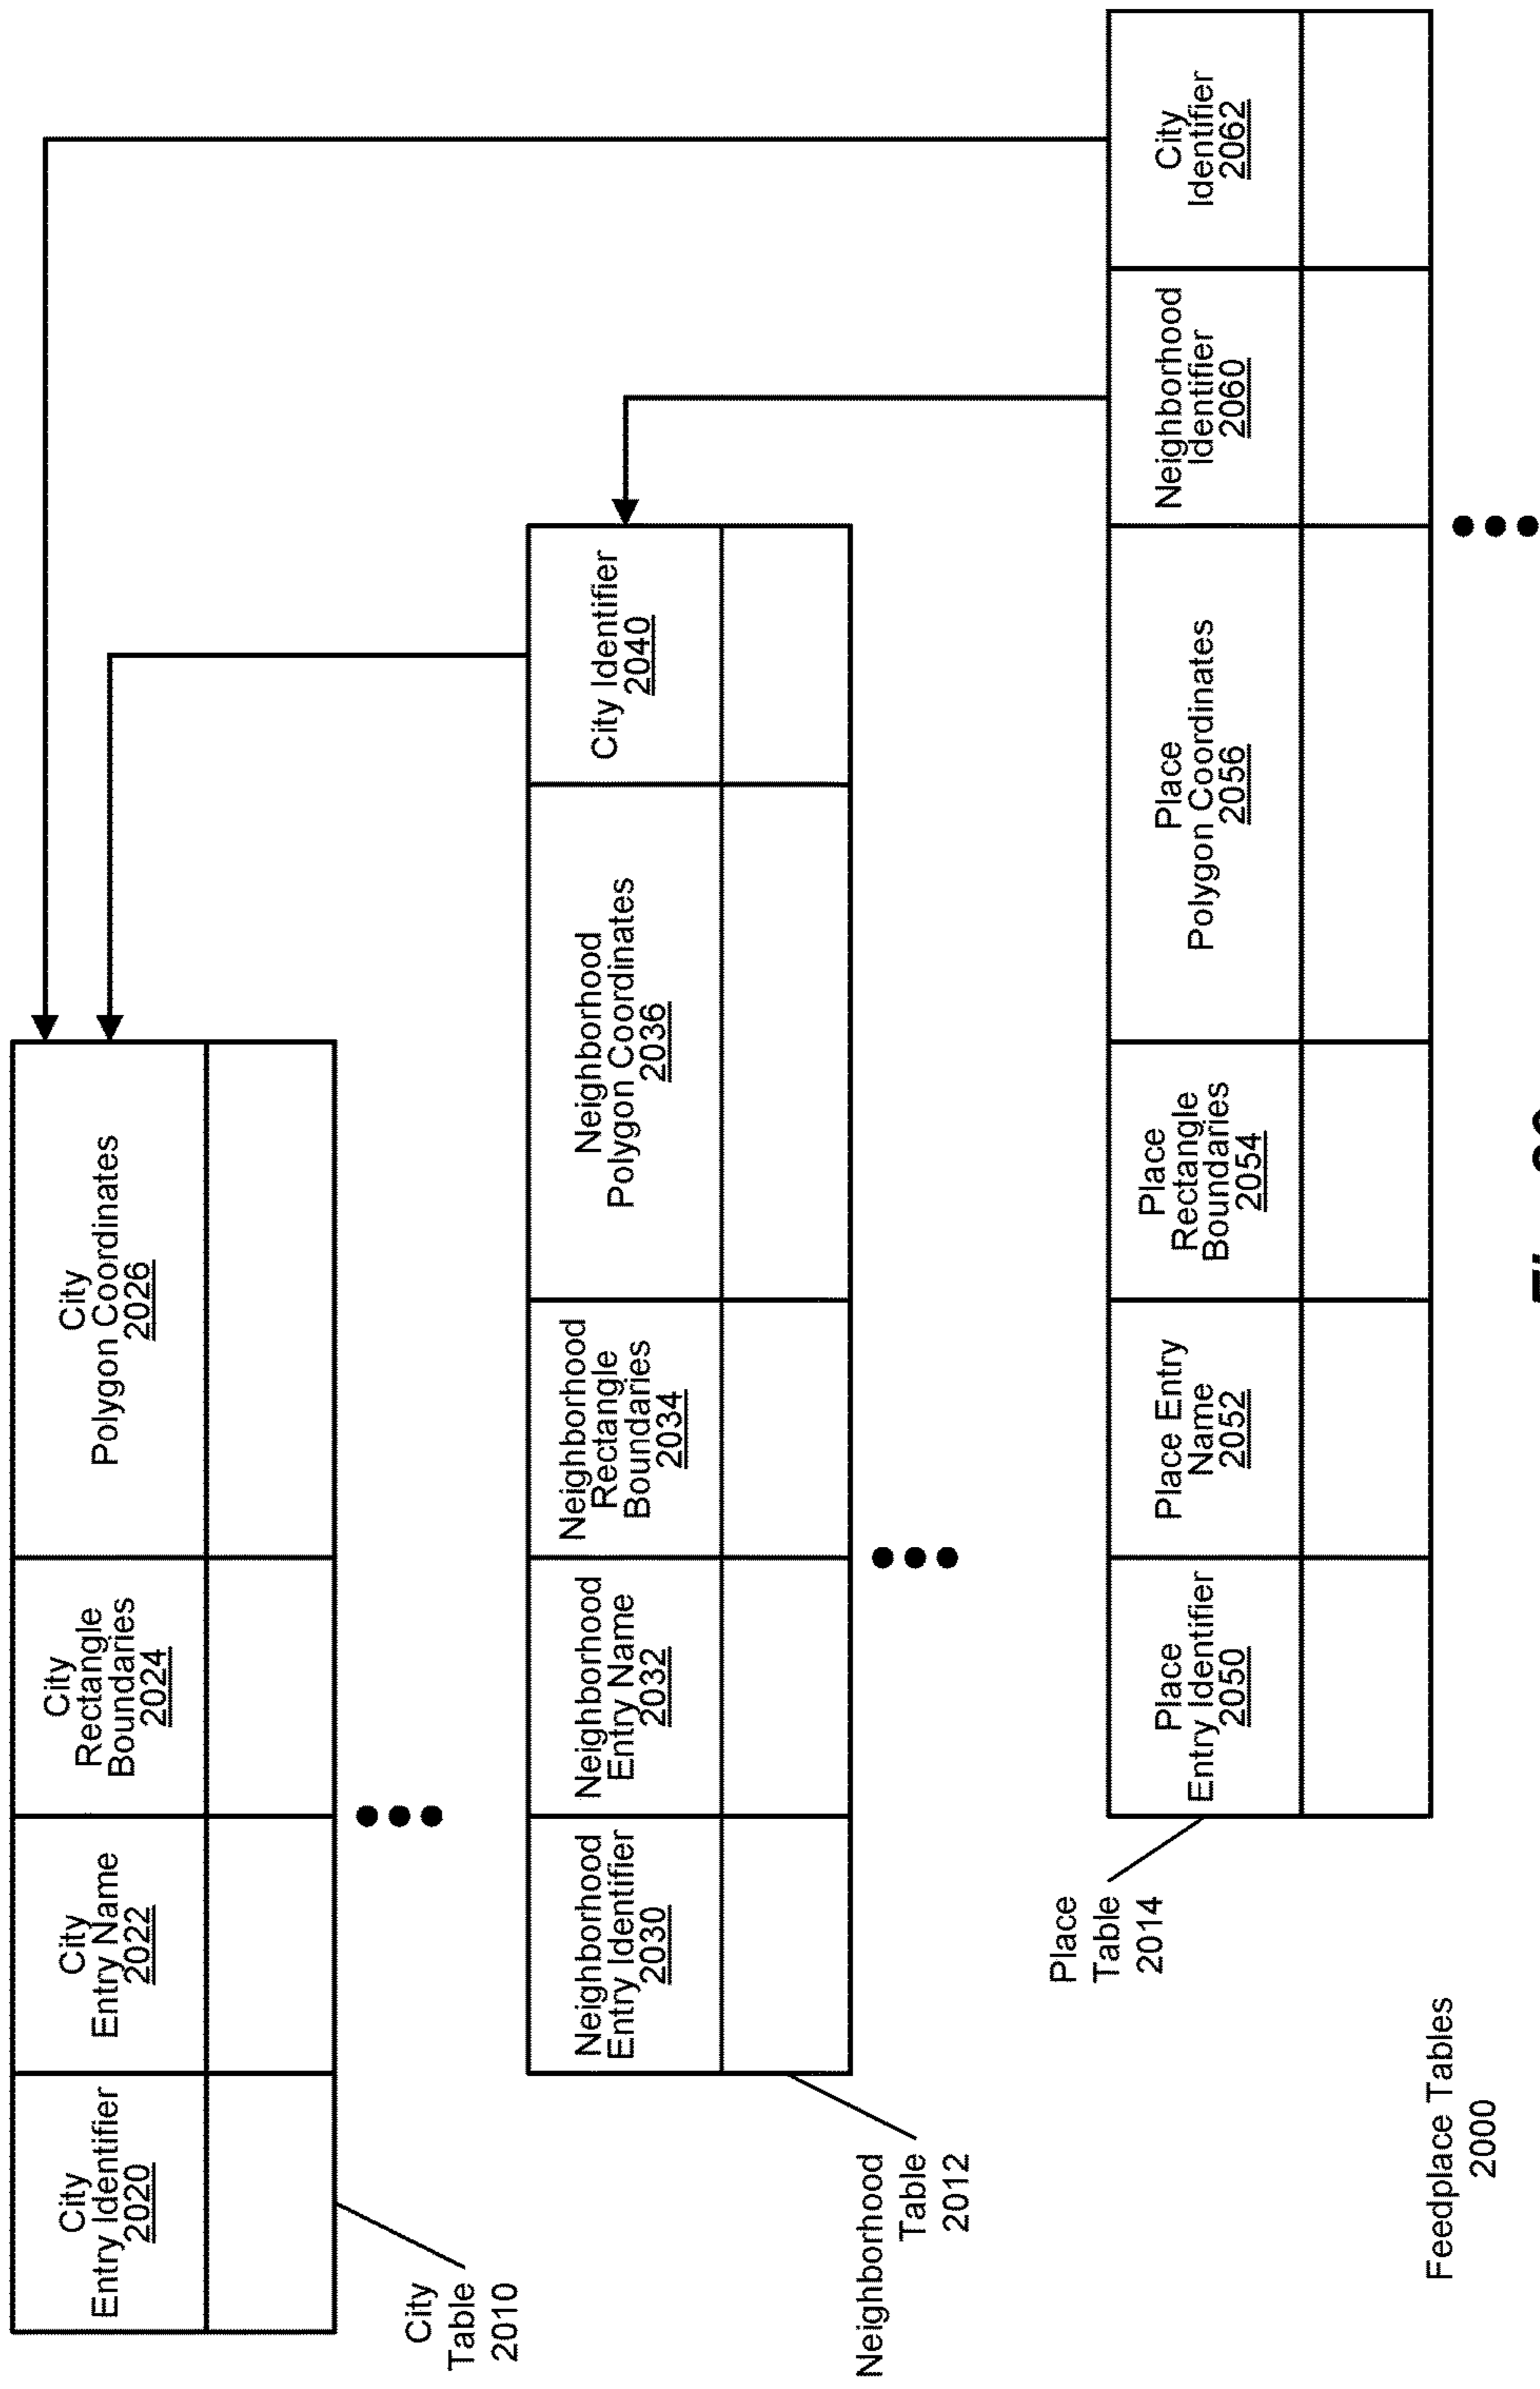 City
Entry Identifier
2020
City
Entry Name
2022
City
Rectangle
Boundaries
2024
City
Polygon Coordinates
2026
City
Table
2010
Neighborhood
Entry Identifier
2030
Neighborhood
Entry Name
2032
Neighborhood
Rectangle
Boundaries
2034
Neighborhood
Polygon Coordinates
2036
City Identifier
2040
Neighborhood
Table
2012
Place
Entry Identifier
2050
Place Entry
Name
2052
Place
Rectangle
Boundaries
2054
Place
Polygon Coordinates
2056
Neighborhood
Identifier
2060
City
Identifier
2062
Place
Table
2014
Feedplace Tables
2000